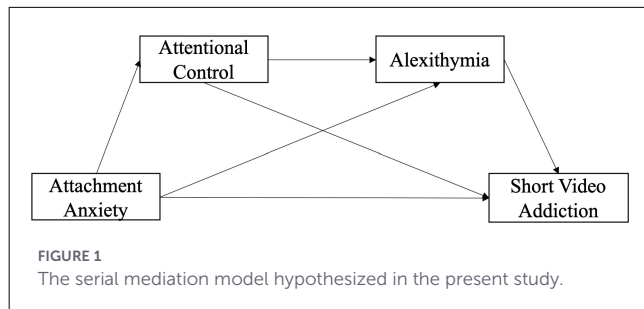 Attentional
Control
Alexithymia
Attachment
Anxiety
Short Video
Addiction
FIGURE 1
The serial mediation model hypothesized in the present study.